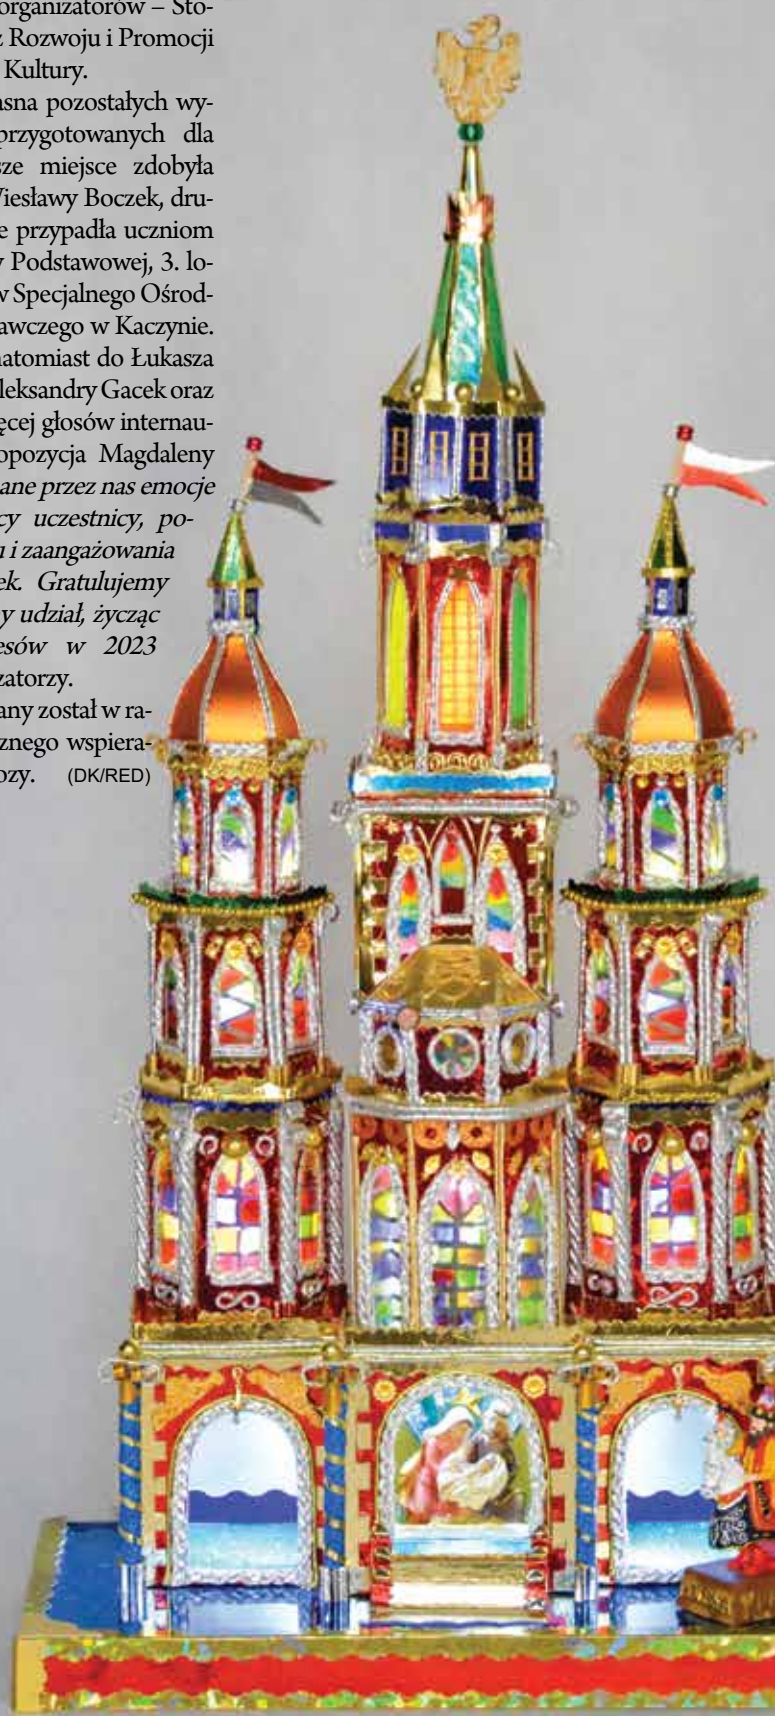 organizatorów – Sto-
Rozwoju i Promocji
Kultury.
asna pozostałych wy-
przygotowanych dla
sze miejsce zdobyła
Wiesławy Boczek, dru-
e przypadła uczniom
y Podstawowej, 3. lo-
w Specjalnego Ośrod-
awczego w Kaczynie.
natomiast do Łukasza
leksandry Gacek oraz
ęcej głosów internau-
opozycja Magdaleny
ane przez nas emocje
cy uczestnicy, po-
u i zaangażowania
ek. Gratulujemy
y udział, życząc
esów w 2023
zatorzy.
any został w ra-
znego wspiera-
ozy. (DK/RED)